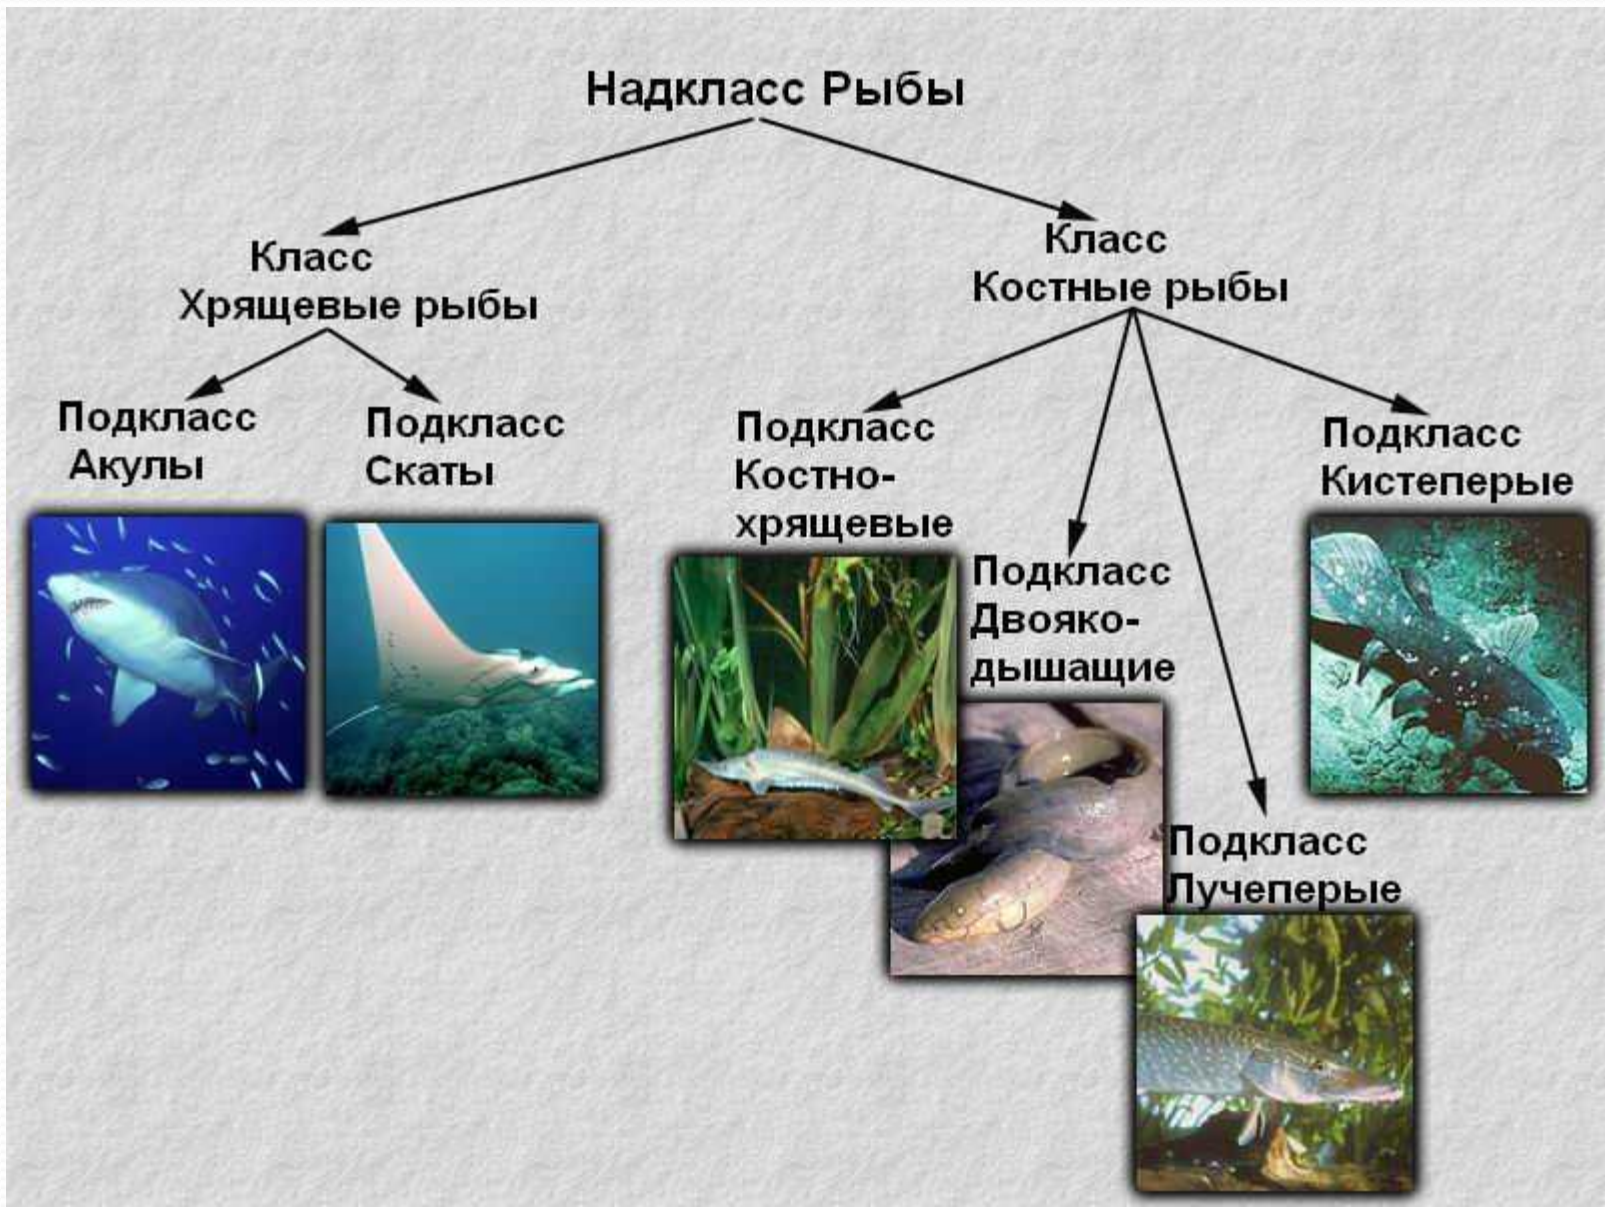 Надкласс Рыбы
Класс
Хрящевые рыбы
Класс
Костные рыбы
Подкласс
Акулы
Подкласс
Скаты
Подкласс
Костно-
хрящевые
Подкласс
Двояко-
дышащие
Подкласс
Лучеперые
Подкласс
Кистеперые